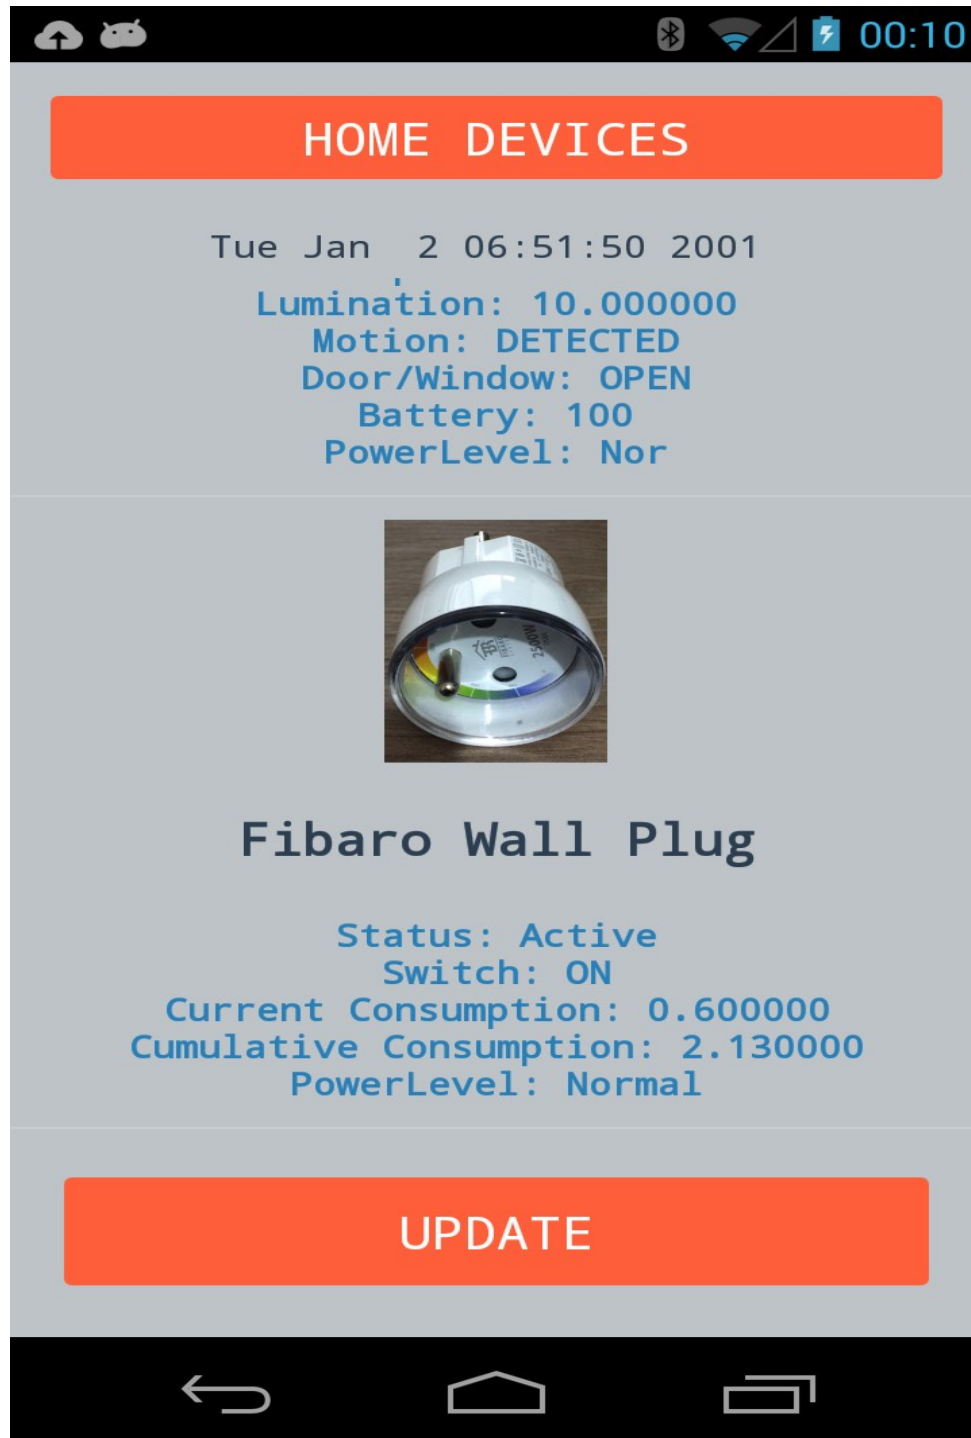 00:10
HOME DEVICES
Tue Jan  2 06:51:50 2001
Lumination: 10.000000
Motion: DETECTED
Door/Window: OPEN
Battery: 100
PowerLevel: Nor
2500W
Fibaro Wall Plug
Status: Active
Switch: ON
Current Consumption: 0.600000
Cumulative Consumption: 2.130000
PowerLevel: Normal
UPDATE